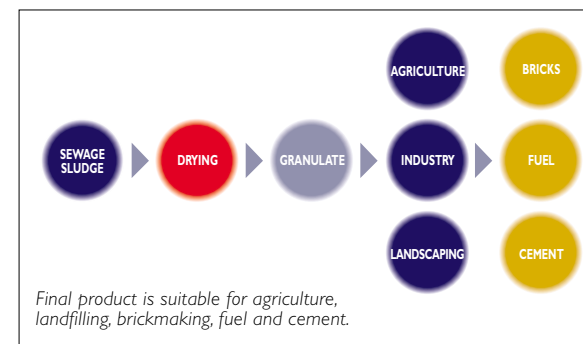 AGRICULTURE
BRICKS
SEWAGE
SLUDGE
DRYING
GRANULATE
INDUSTRY
FUEL
LANDSCAPING
CEMENT
Final product is suitable for agriculture,
landfilling, brickmaking, fuel and cement.